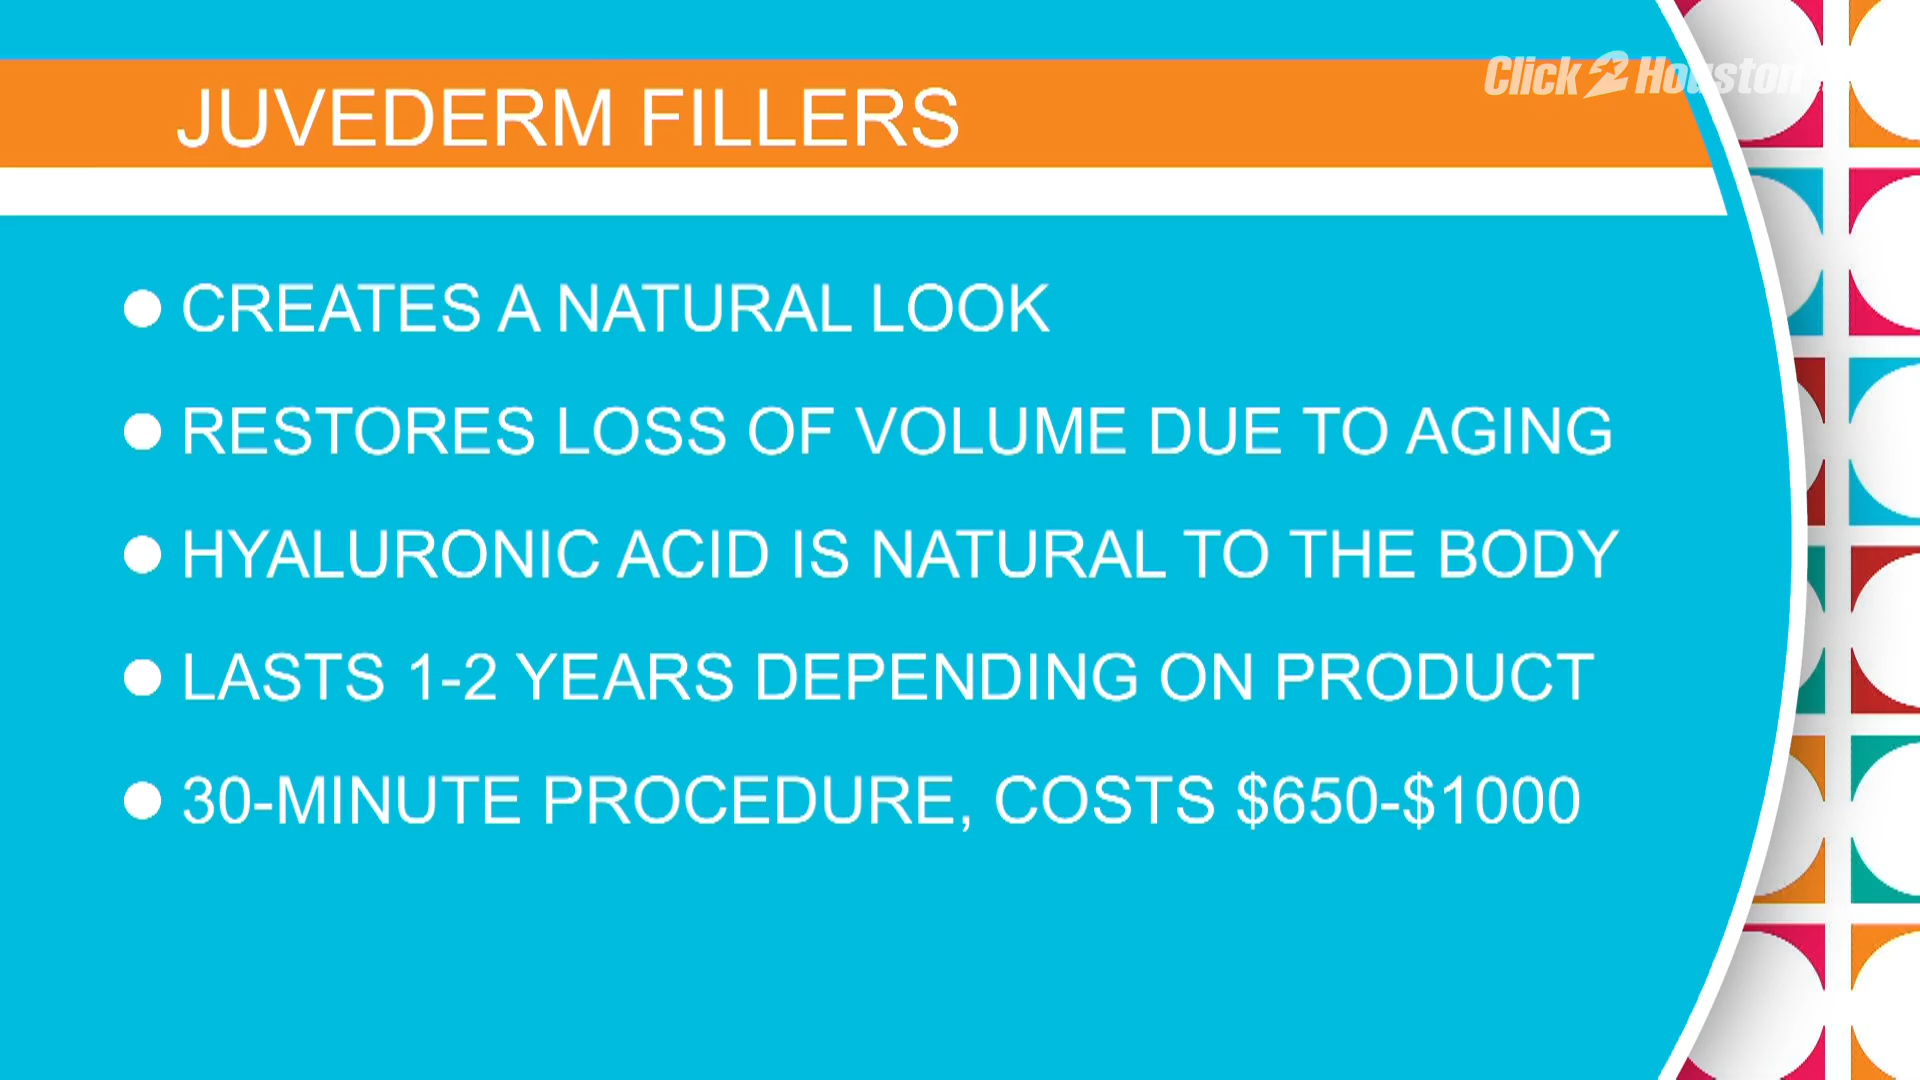 Click2Houston
JUVEDERM FILLERS
● CREATES A NATURAL LOOK
● RESTORES LOSS OF VOLUME DUE TO AGING
● HYALURONIC ACID IS NATURAL TO THE BODY
● LASTS 1-2 YEARS DEPENDING ON PRODUCT
● 30-MINUTE PROCEDURE, COSTS $650-$1000